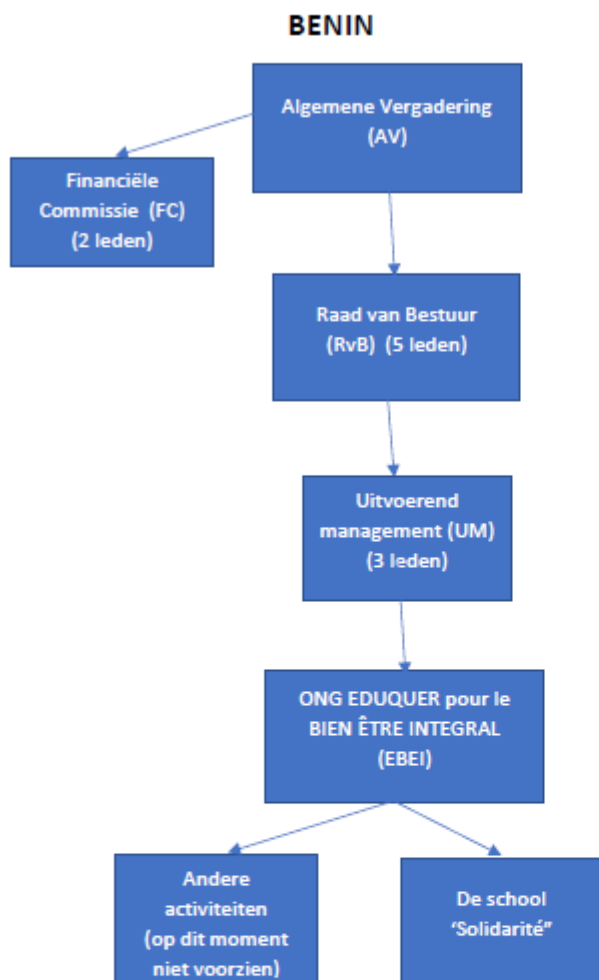 BENIN
Algemene Vergadering
(AV)
Financiële
Commissie (FC)
(2 leden)
Raad van Bestuur
(RvB) (5 leden)
Uitvoerend
management (UM)
(3 leden)
ONG EDUQUER pour le
BIEN ÊTRE INTEGRAL
(EBEI)
Andere
activiteiten
(op dit moment
niet voorzien)
De school
‘Solidarité”